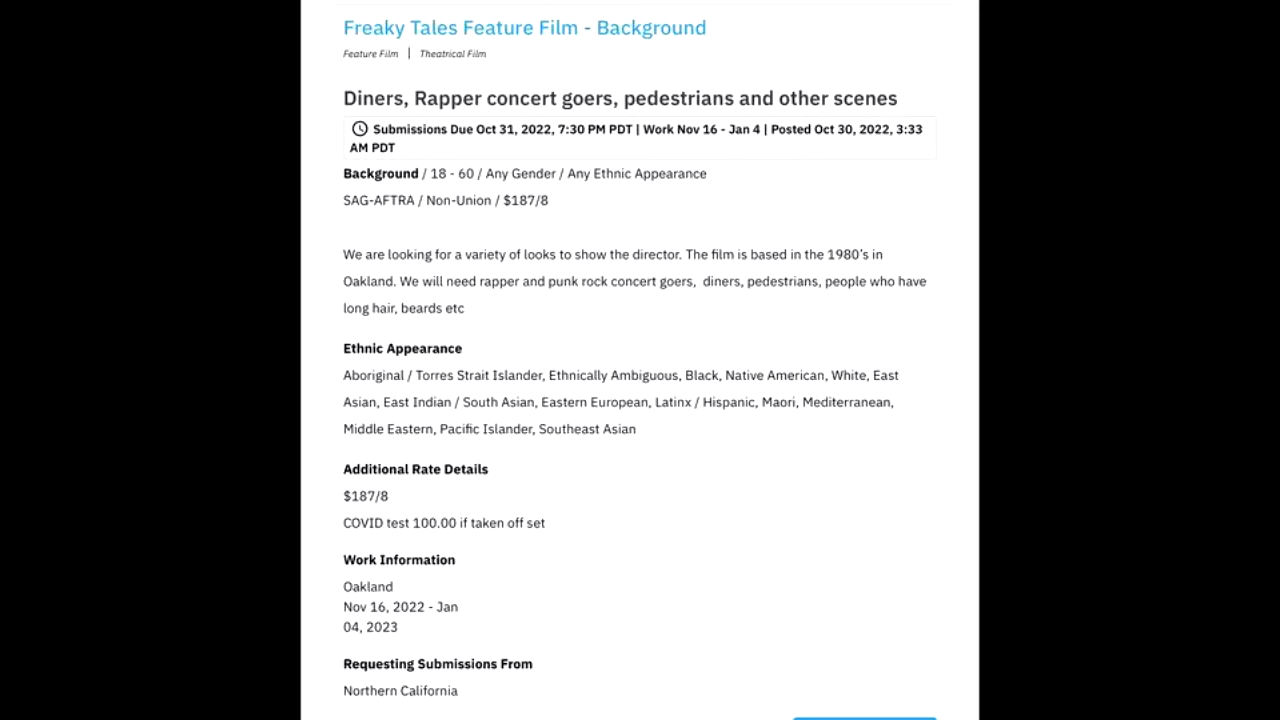 Freaky Tales Feature Film - Background
Feature Film | Theatrical Film
Diners, Rapper concert goers, pedestrians and other scenes
Submissions Due Oct 31, 2022, 7:30 PM PDT | Work Nov 16 - Jan 4 | Posted Oct 30, 2022, 3:33
AM PDT
Background / 18 - 60 / Any Gender / Any Ethnic Appearance
SAG-AFTRA / Non-Union / $187/8
We are looking for a variety of looks to show the director. The film is based in the 1980's in
Oakland. We will need rapper and punk rock concert goers,  diners, pedestrians, people who have
long hair, beards etc
Ethnic Appearance
Aboriginal / Torres Strait Islander, Ethnically Ambiguous, Black, Native American, White, East
Asian, East Indian / South Asian, Eastern European, Latinx / Hispanic, Maori, Mediterranean,
Middle Eastern, Pacific Islander, Southeast Asian
Additional Rate Details
$187/8
COVID test 100.00 if taken off set
Work Information
Oakland
Nov 16, 2022 - Jan
04, 2023
Requesting Submissions From
Northern California